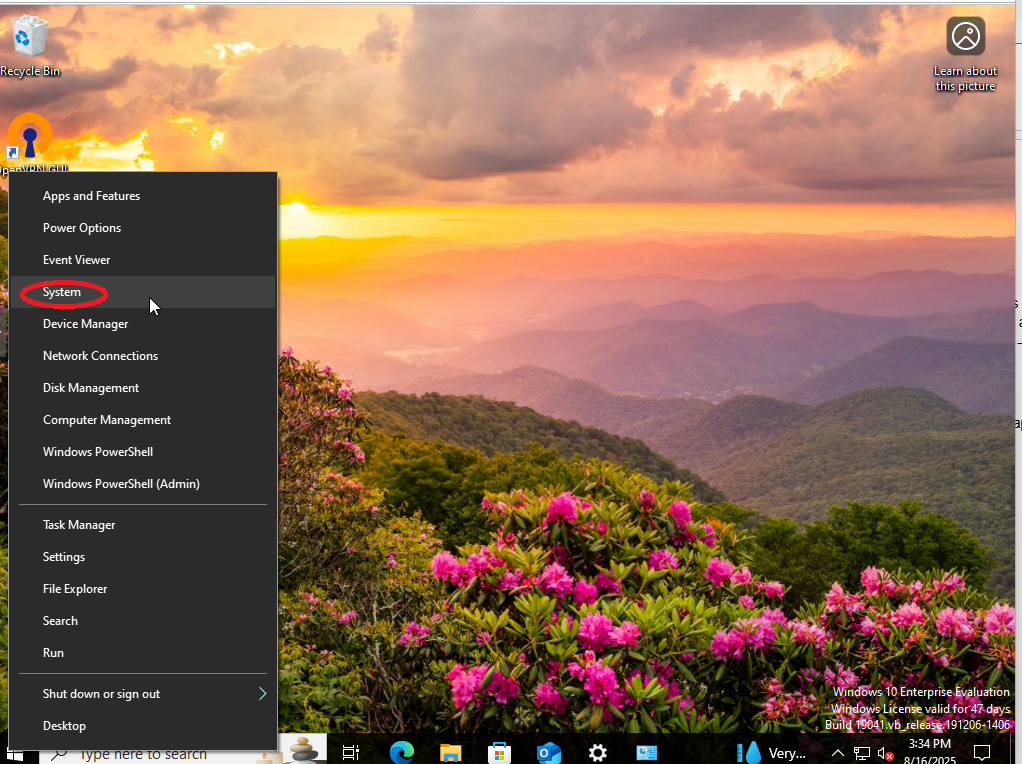 Recycle Bin
Learn about
this picture
OpenVPN GUI
Apps and Features
Power Options
Event Viewer
System
Device Manager
Network Connections
Disk Management
Computer Management
Windows PowerShell
Windows PowerShell (Admin)
Task Manager
Settings
File Explorer
Search
Run
Shut down or sign out
Desktop
Windows 10 Enterprise Evaluation
Windows License valid for 47 days
Build 19041.vb_release.191206-1406
Type here to search
Very...
3:34 PM
8/16/2025